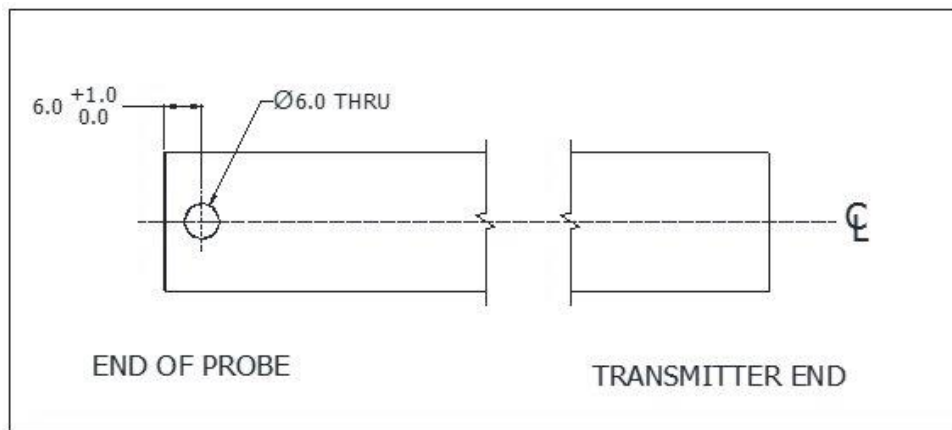 6.0 +1.0
0.0
Ø6.0 THRU
℄
END OF PROBE
TRANSMITTER END